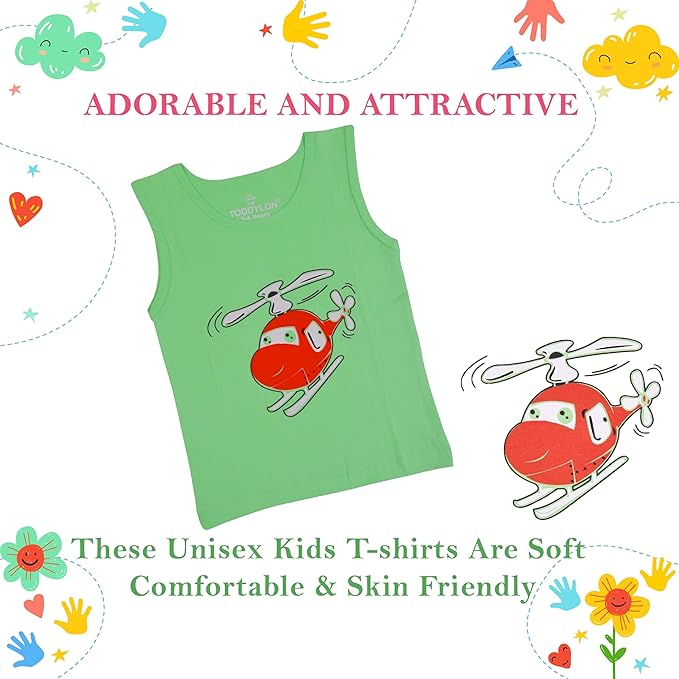 ADORABLE AND ATTRACTIVE
TODDYLON
These Unisex Kids T-shirts Are Soft
Comfortable & Skin Friendly